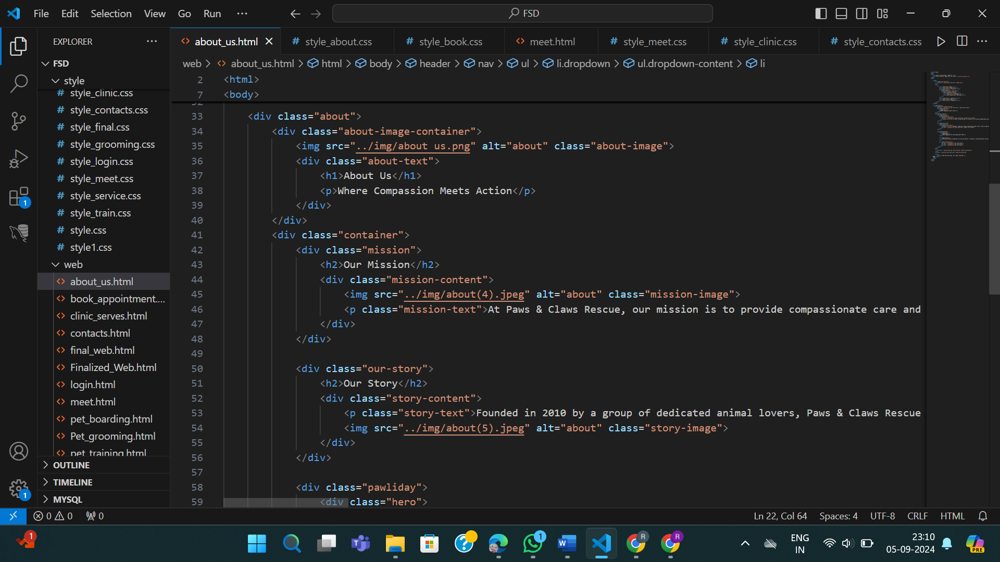 File Edit Selection View Go Run ··· FSD
EXPLORER ···
about_us.html # style_about.css # style_book.css meet.html # style_meet.css # style_clinic.css # style_contacts.css ···
FSD
web > about_us.html > html > body > header > nav > ul > li.dropdown > ul.dropdown-content > li
style
# style_clinic.css
# style_contacts.css
# style_final.css
# style_grooming.css
# style_login.css
# style_meet.css
# style_service.css
# style_train.css
# style.css
# style1.css
web
about_us.html
book_appointment....
clinic_serves.html
contacts.html
final_web.html
Finalized_Web.html
login.html
meet.html
pet_boarding.html
Pet_grooming.html
pet_training.html
OUTLINE
TIMELINE
MYSQL
1
1
2 <html>
7 <body>
32
33 <div class="about">
34 <div class="about-image-container">
35 <img src="../img/about us.png" alt="about" class="about-image">
36 <div class="about-text">
37 <h1>About Us</h1>
38 <p>Where Compassion Meets Action</p>
39 </div>
40 </div>
41 <div class="container">
42 <div class="mission">
43 <h2>Our Mission</h2>
44 <div class="mission-content">
45 <img src="../img/about(4).jpeg" alt="about" class="mission-image">
46 <p class="mission-text">At Paws & Claws Rescue, our mission is to provide compassionate care and
47 </div>
48 </div>
49
50 <div class="our-story">
51 <h2>Our Story</h2>
52 <div class="story-content">
53 <p class="story-text">Founded in 2010 by a group of dedicated animal lovers, Paws & Claws Rescue
54 <img src="../img/about(5).jpeg" alt="about" class="story-image">
55 </div>
56 </div>
57
58 <div class="pawliday">
59 <div class="hero">
0 0 0 Ln 22, Col 64 Spaces: 4 UTF-8 CRLF HTML
1 1 W R R ENG
IN 23:10
05-09-2024 PRE